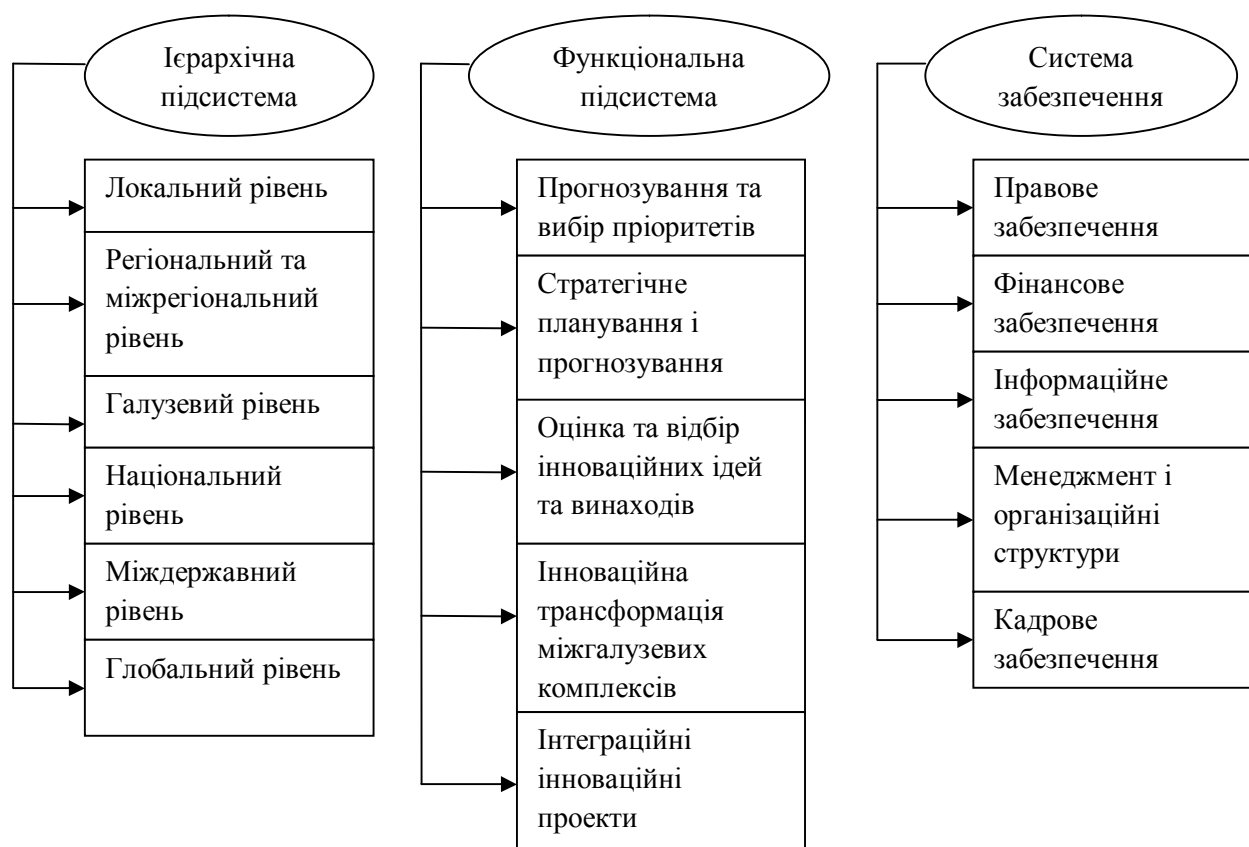 Ієрархічна
підсистема
Локальний рівень
Регіональний та
міжрегіональний
рівень
Галузевий рівень
Національний
рівень
Міждержавний
рівень
Глобальний рівень
Функціональна
підсистема
Прогнозування та
вибір пріоритетів
Стратегічне
планування і
прогнозування
Оцінка та відбір
інноваційних ідей
та винаходів
Інноваційна
трансформація
міжгалузевих
комплексів
Інтеграційні
інноваційні
проекти
Система
забезпечення
Правове
забезпечення
Фінансове
забезпечення
Інформаційне
забезпечення
Менеджмент і
організаційні
структури
Кадрове
забезпечення